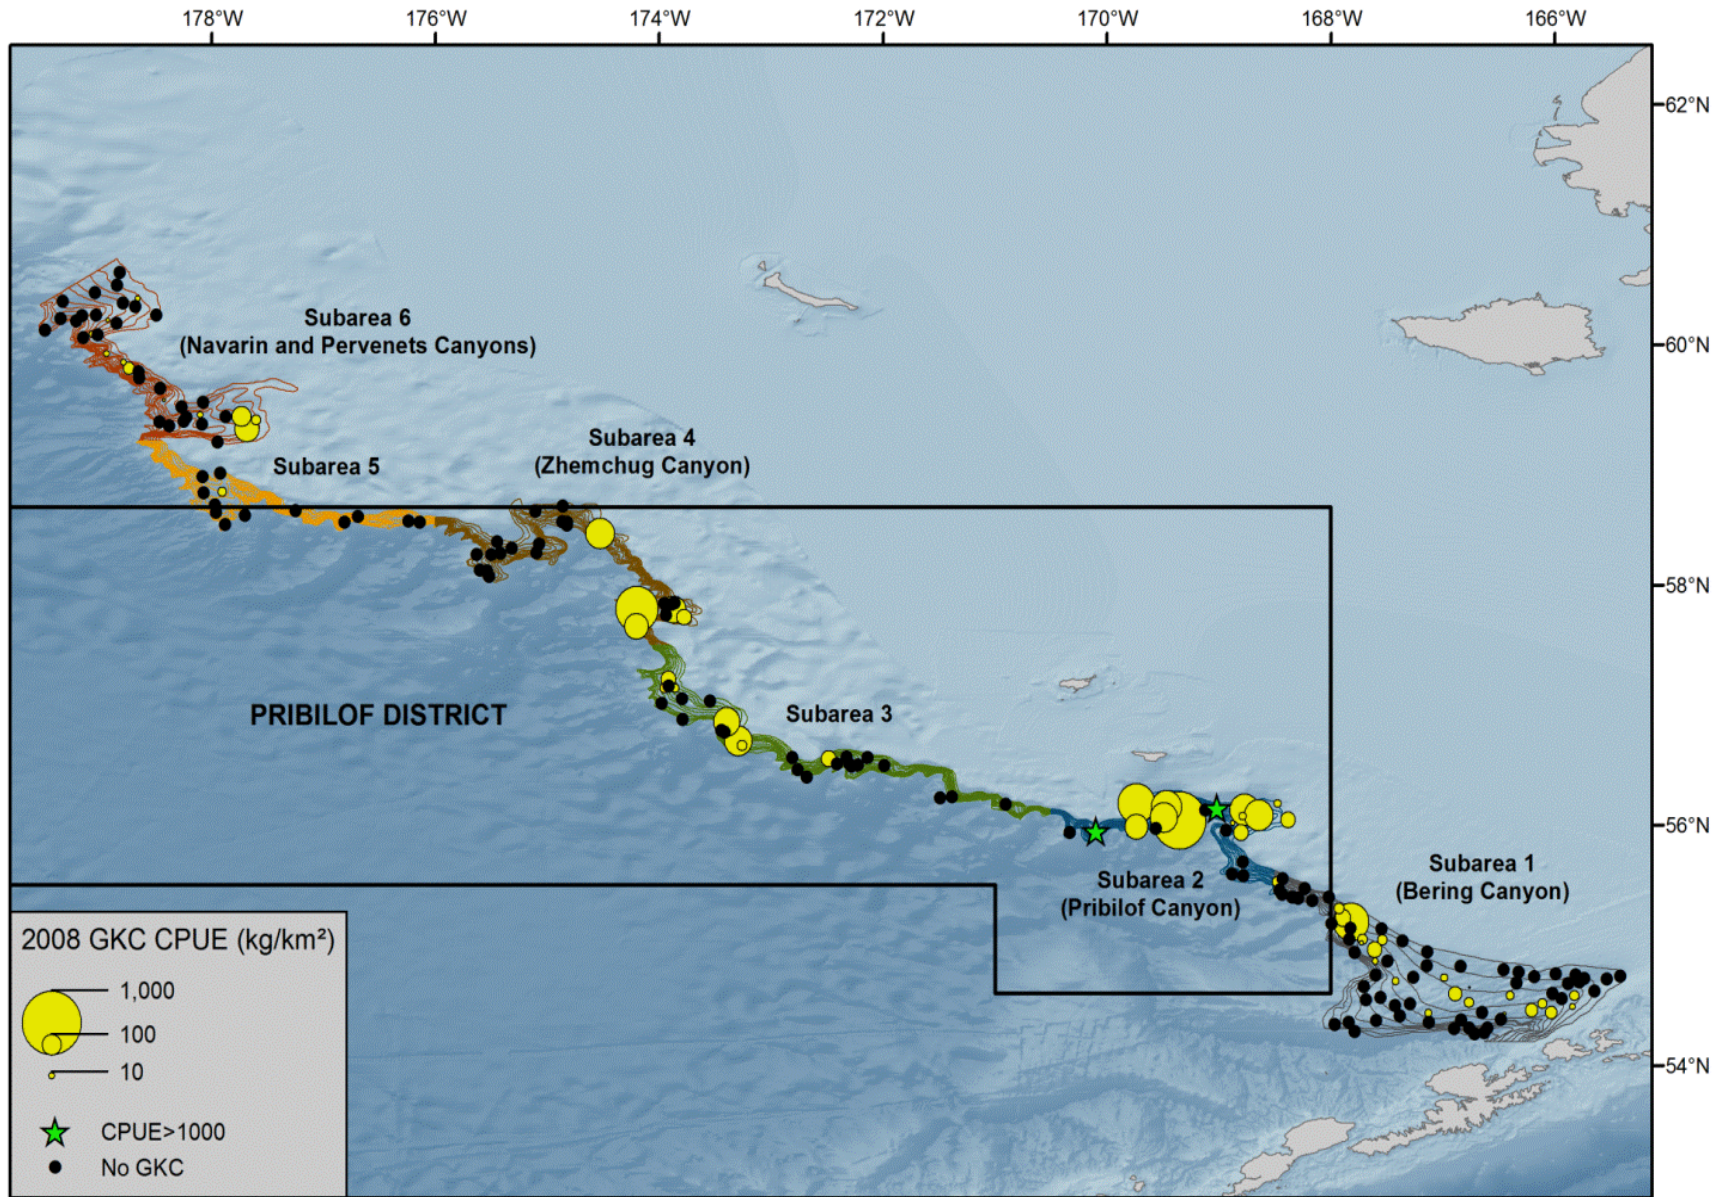 178°W 176°W 174°W 172°W 170°W 168°W 166°W
62°N
Subarea 6
(Navarin and Pervenets Canyons)
60°N
Subarea 4
(Zhemchug Canyon)
Subarea 5
58°N
PRIBILOF DISTRICT
Subarea 3
56°N
Subarea 2
(Pribilof Canyon)
Subarea 1
(Bering Canyon)
2008 GKC CPUE (kg/km²)
1,000
100
10
54°N
CPUE>1000
No GKC